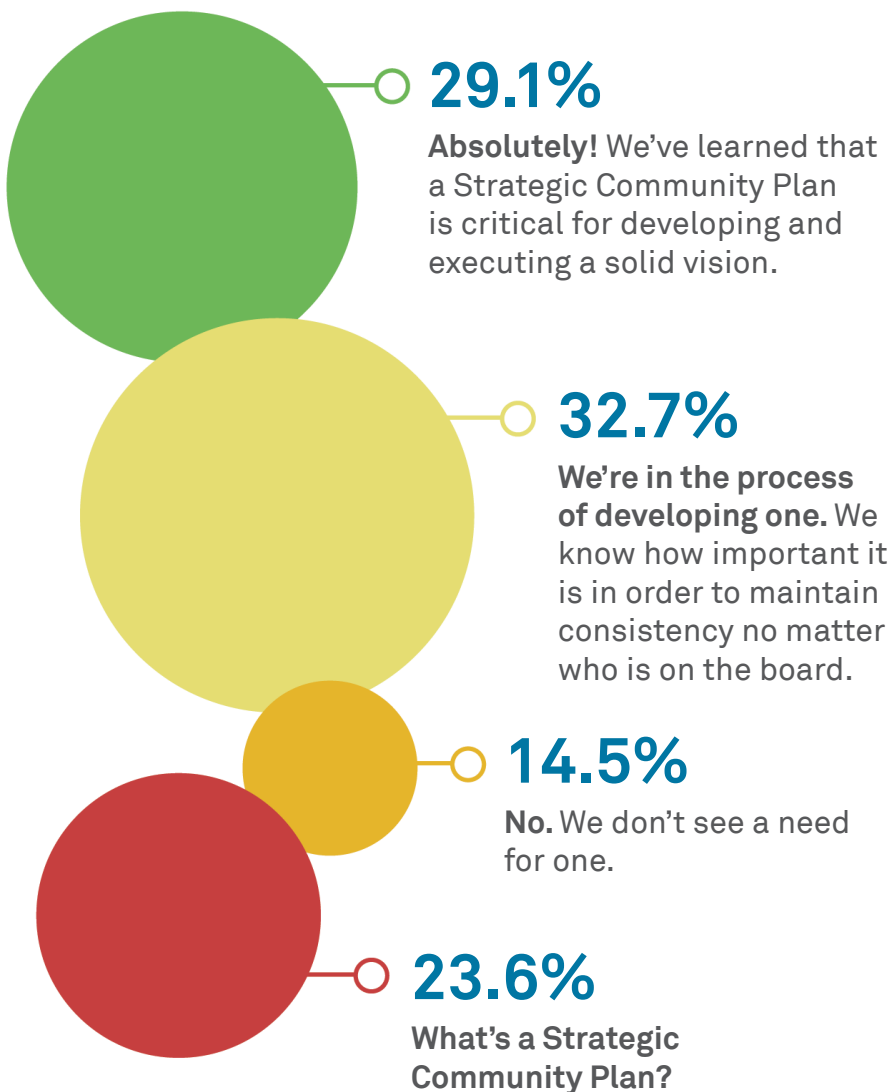 29.1%
Absolutely! We’ve learned that
a Strategic Community Plan
is critical for developing and
executing a solid vision.
32.7%
We’re in the process
of developing one. We
know how important it
is in order to maintain
consistency no matter
who is on the board.
14.5%
No. We don’t see a need
for one.
23.6%
What’s a Strategic
Community Plan?